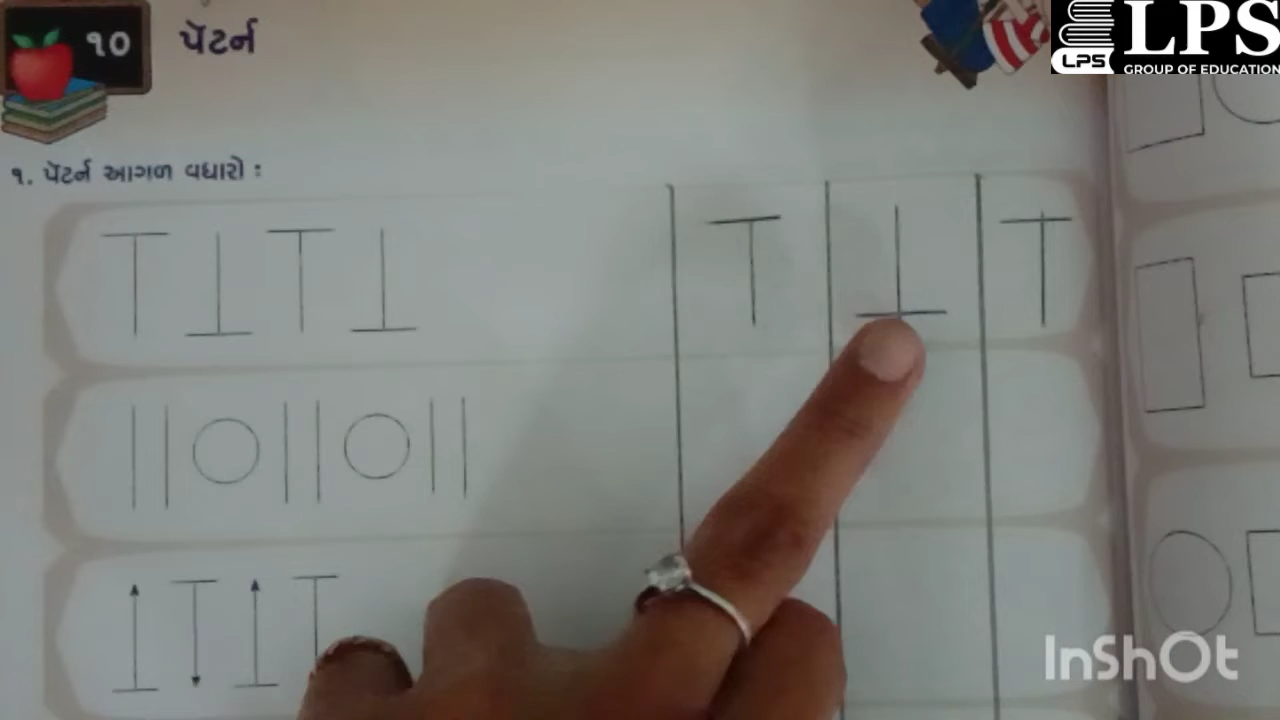 ૧૦ પૅટર્ન
LPS
LPS
GROUP OF EDUCATION
૧. પૅટર્ન આગળ વધારો :
InShOt